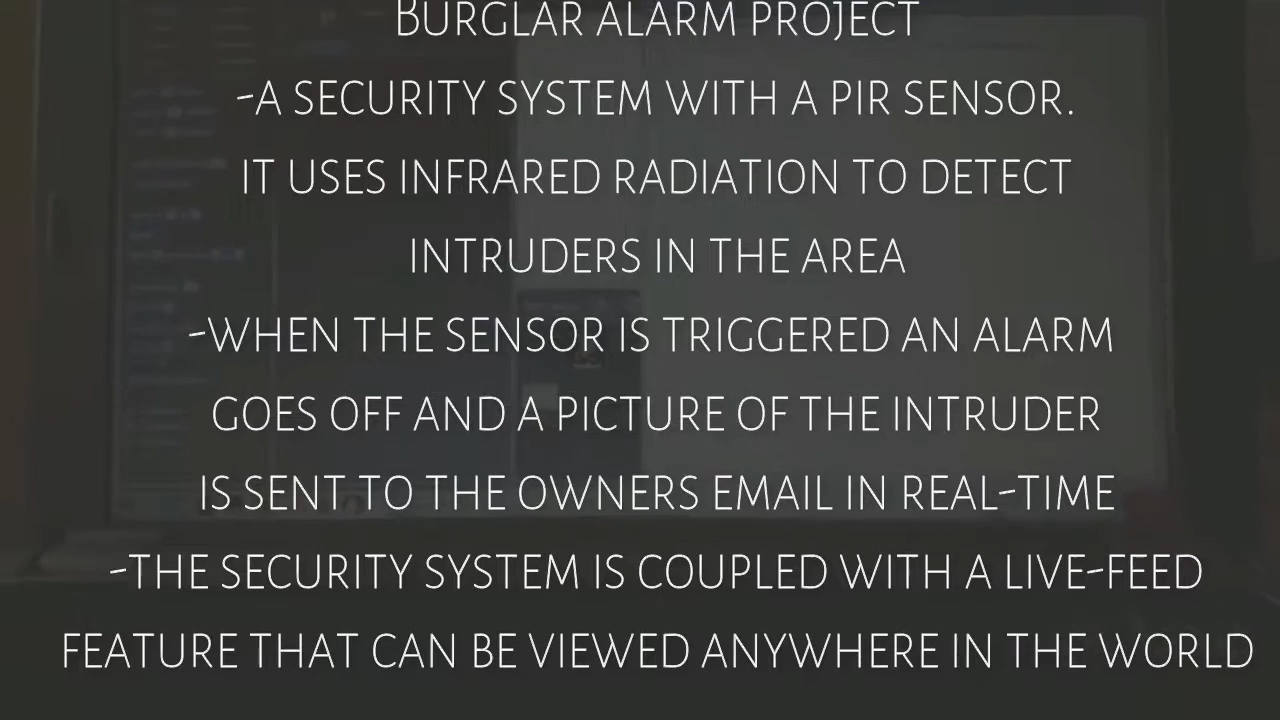 BURGLAR ALARM PROJECT
-A SECURITY SYSTEM WITH A PIR SENSOR.
IT USES INFRARED RADIATION TO DETECT
INTRUDERS IN THE AREA
-WHEN THE SENSOR IS TRIGGERED AN ALARM
GOES OFF AND A PICTURE OF THE INTRUDER
IS SENT TO THE OWNERS EMAIL IN REAL-TIME
-THE SECURITY SYSTEM IS COUPLED WITH A LIVE-FEED
FEATURE THAT CAN BE VIEWED ANYWHERE IN THE WORLD